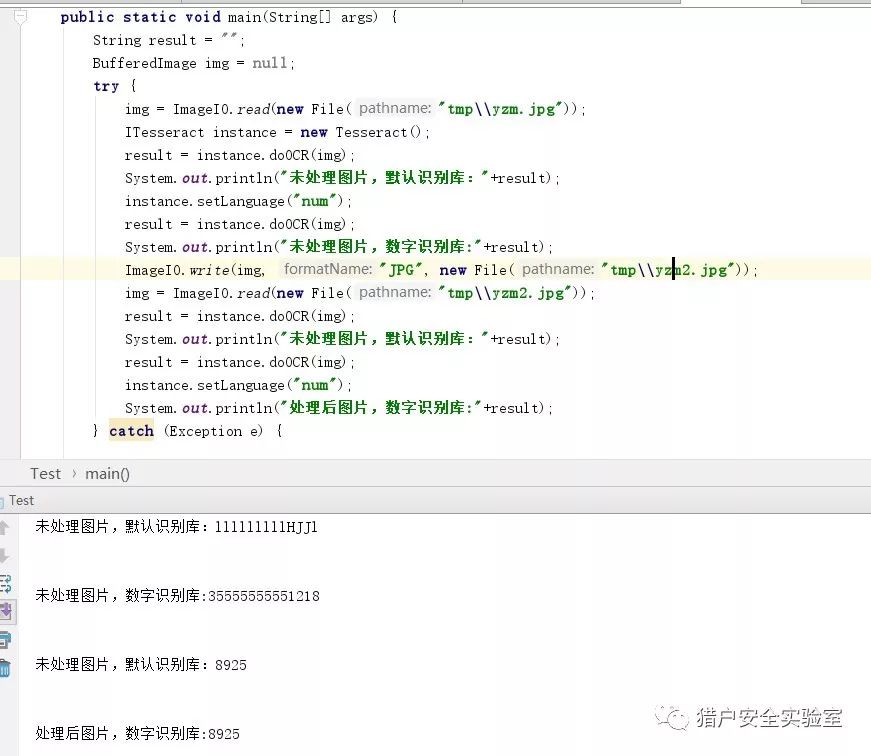 public static void main(String[] args) {
String result = "";
BufferedImage img = null;
try {
img = ImageIO.read(new File( pathname: "tmp\\yzm.jpg"));
ITesseract instance = new Tesseract();
result = instance.doOCR(img);
System.out.println("未处理图片，默认识别库："+result);
instance.setLanguage("num");
result = instance.doOCR(img);
System.out.println("未处理图片，数字识别库:"+result);
ImageIO.write(img, formatName: "JPG", new File( pathname: "tmp\\yzm2.jpg"));
img = ImageIO.read(new File( pathname: "tmp\\yzm2.jpg"));
result = instance.doOCR(img);
System.out.println("未处理图片，默认识别库："+result);
result = instance.doOCR(img);
instance.setLanguage("num");
System.out.println("处理后图片，数字识别库:"+result);
} catch (Exception e) {
Test › main()
Test
未处理图片，默认识别库：lllllllllHJJl
未处理图片，数字识别库:35555555551218
未处理图片，默认识别库：8925
处理后图片，数字识别库:8925
猎户安全实验室